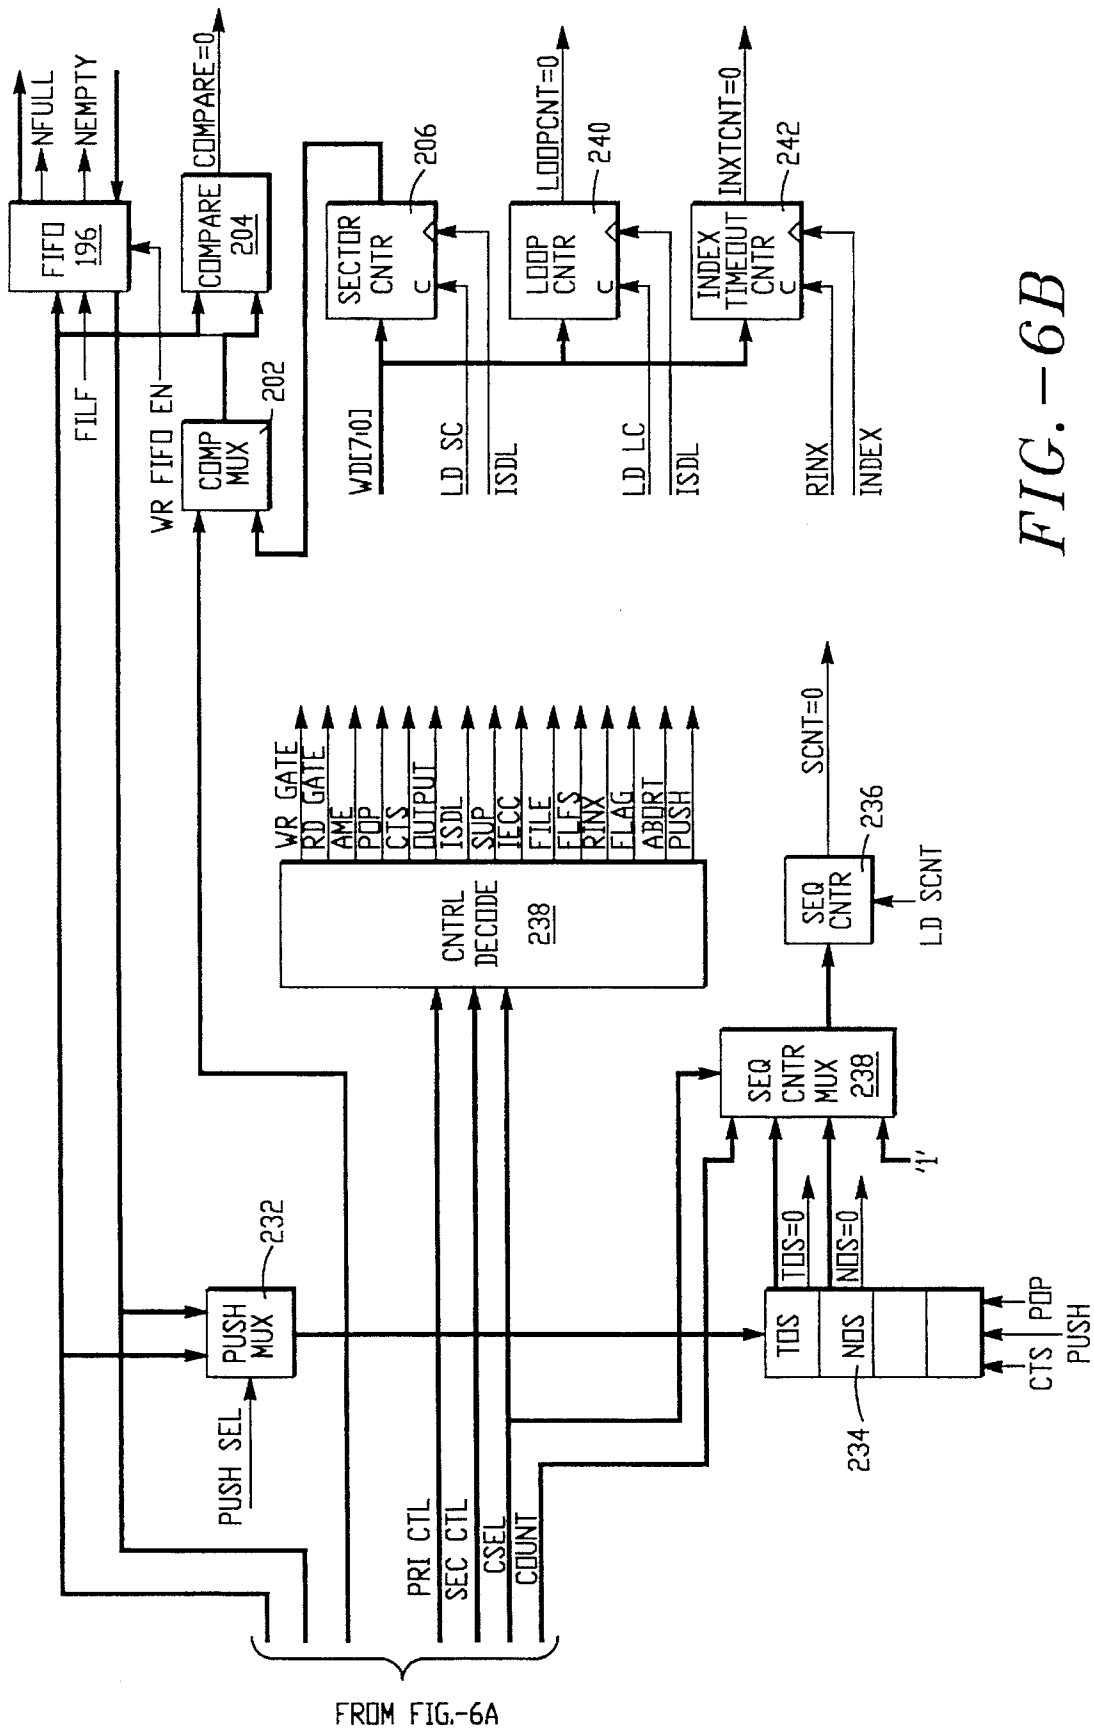 FROM FIG.-6A
PRI CTL
SEC CTL
CSEL
COUNT
PUSH SEL
PUSH
MUX
232
FILF
WR FIFO EN
FIFO
196
NFULL
NEMPTY
COMP
MUX
202
COMPARE
204
COMPARE=0
WD[7:0]
LD SC
ISDL
SECTOR
CNTR
C
206
LD LC
ISDL
LOOP
CNTR
C
240
LOOPCNT=0
RINX
INDEX
INDEX
TIMEOUT
CNTR
C
242
INXTCNT=0
CNTRL
DECODE
238
WR GATE
RD GATE
AME
POP
CTS
OUTPUT
ISDL
SUP
IECC
FILE
FLFS
RINX
FLAG
ABORT
PUSH
TOS
NOS
234
TOS=0
NOS=0
CTS
PUSH
POP
'1'
SEQ
CNTR
MUX
238
SEQ
CNTR
236
LD SCNT
SCNT=0
FIG.-6B